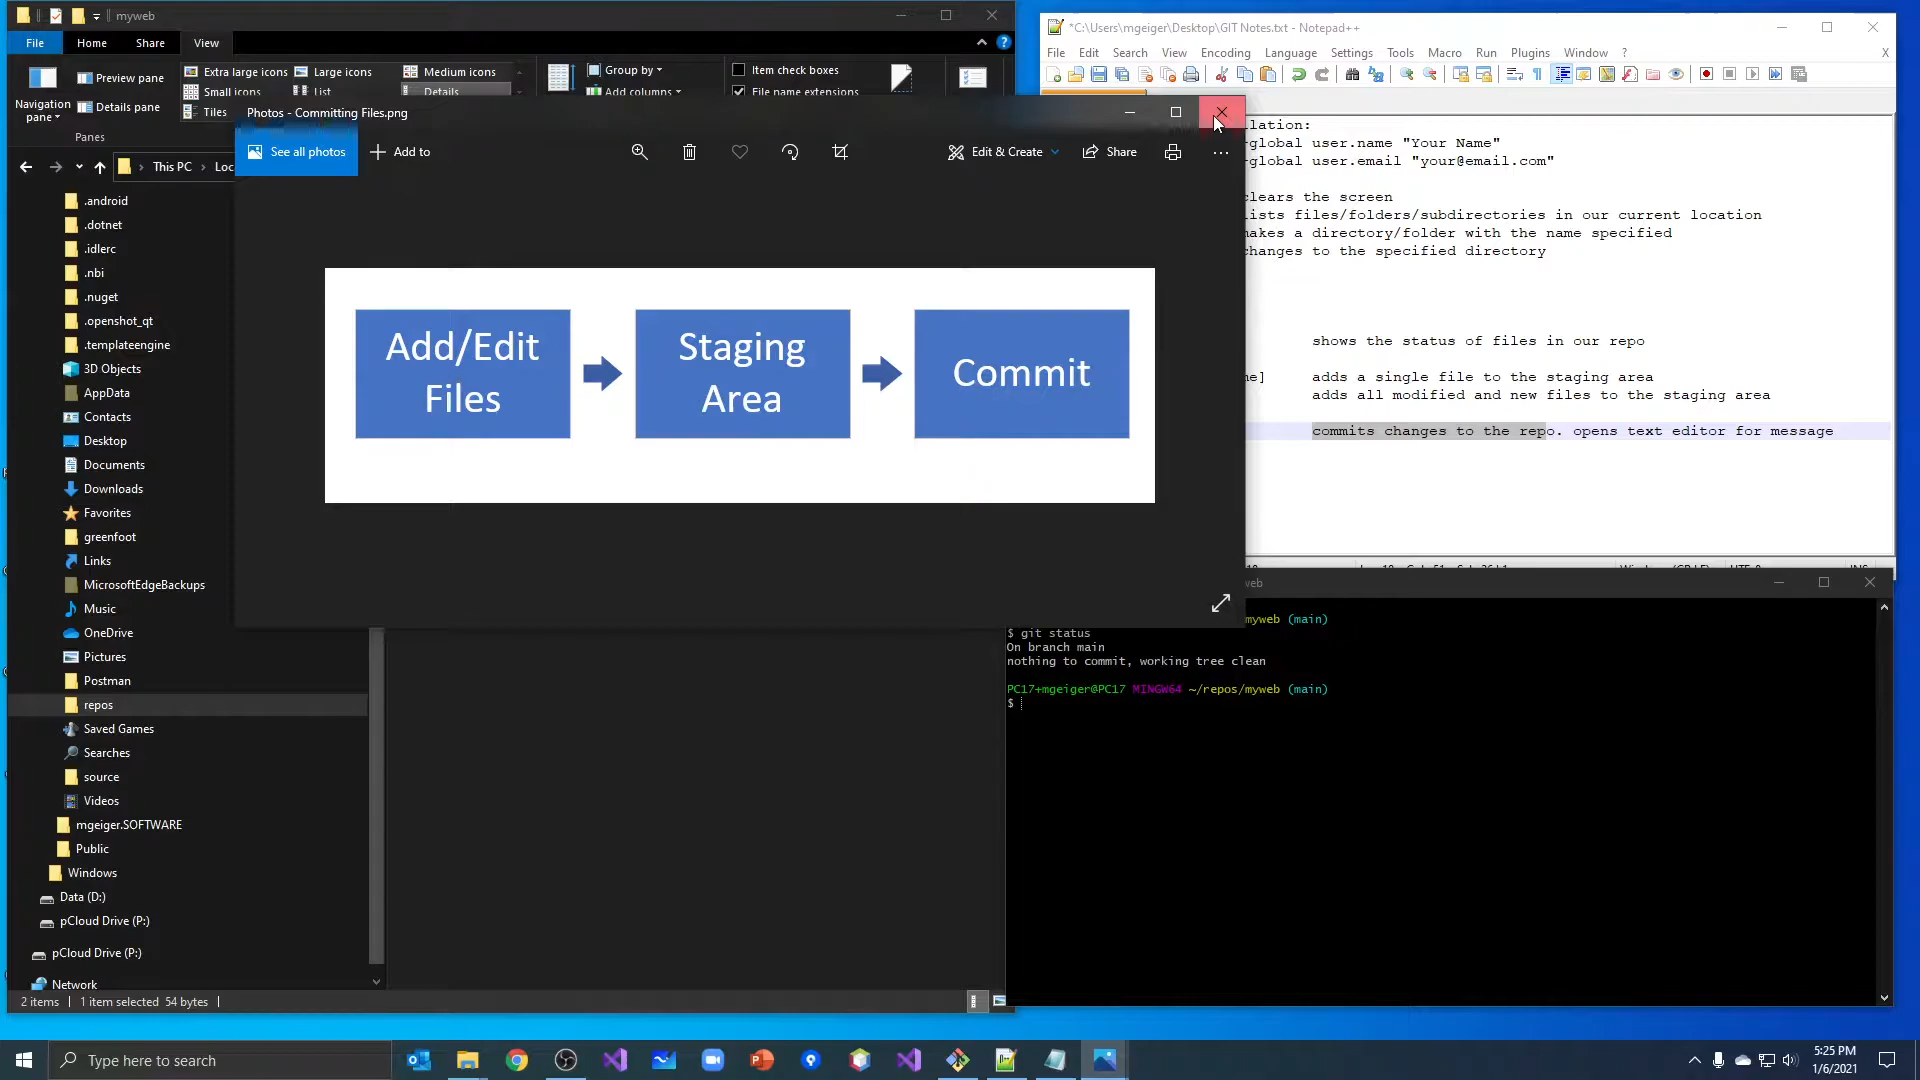 myweb
File Home Share View
Navigation pane
Preview pane
Details pane
Panes
Extra large icons Large icons Medium icons
Small icons List Details
Tiles
Group by
Add columns
Item check boxes
File name extensions
This PC
.android
.dotnet
.idlerc
.nbi
.nuget
.openshot_qt
.templateengine
3D Objects
AppData
Contacts
Desktop
Documents
Downloads
Favorites
greenfoot
Links
MicrosoftEdgeBackups
Music
OneDrive
Pictures
Postman
repos
Saved Games
Searches
source
Videos
mgeiger.SOFTWARE
Public
Windows
Data (D:)
pCloud Drive (P:)
pCloud Drive (P:)
Network
2 items 1 item selected 54 bytes
Photos - Committing Files.png
See all photos
Add to
Edit & Create
Share
Add/Edit
Files
Staging
Area
Commit
*C:\Users\mgeiger\Desktop\GIT Notes.txt - Notepad++
File Edit Search View Encoding Language Settings Tools Macro Run Plugins Window ? X
lation:
global user.name "Your Name"
global user.email "your@email.com"
clears the screen
lists files/folders/subdirectories in our current location
makes a directory/folder with the name specified
changes to the specified directory
shows the status of files in our repo
me] adds a single file to the staging area
adds all modified and new files to the staging area
commits changes to the repo. opens text editor for message
web
myweb (main)
$ git status
On branch main
nothing to commit, working tree clean
PC17+mgeiger@PC17 MINGW64 ~/repos/myweb (main)
$
Type here to search
5:25 PM
1/6/2021